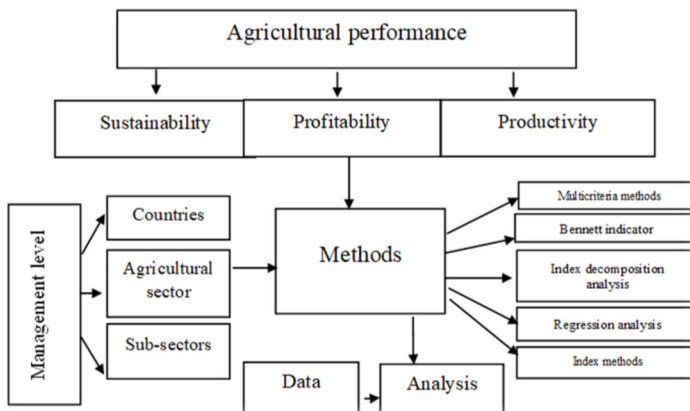 Agricultural performance
Sustainability
Profitability
Productivity
Management level
Countries
Agricultural
sector
Sub-sectors
Methods
Multicriteria methods
Bennett indicator
Index decomposition
analysis
Regression analysis
Index methods
Data
Analysis